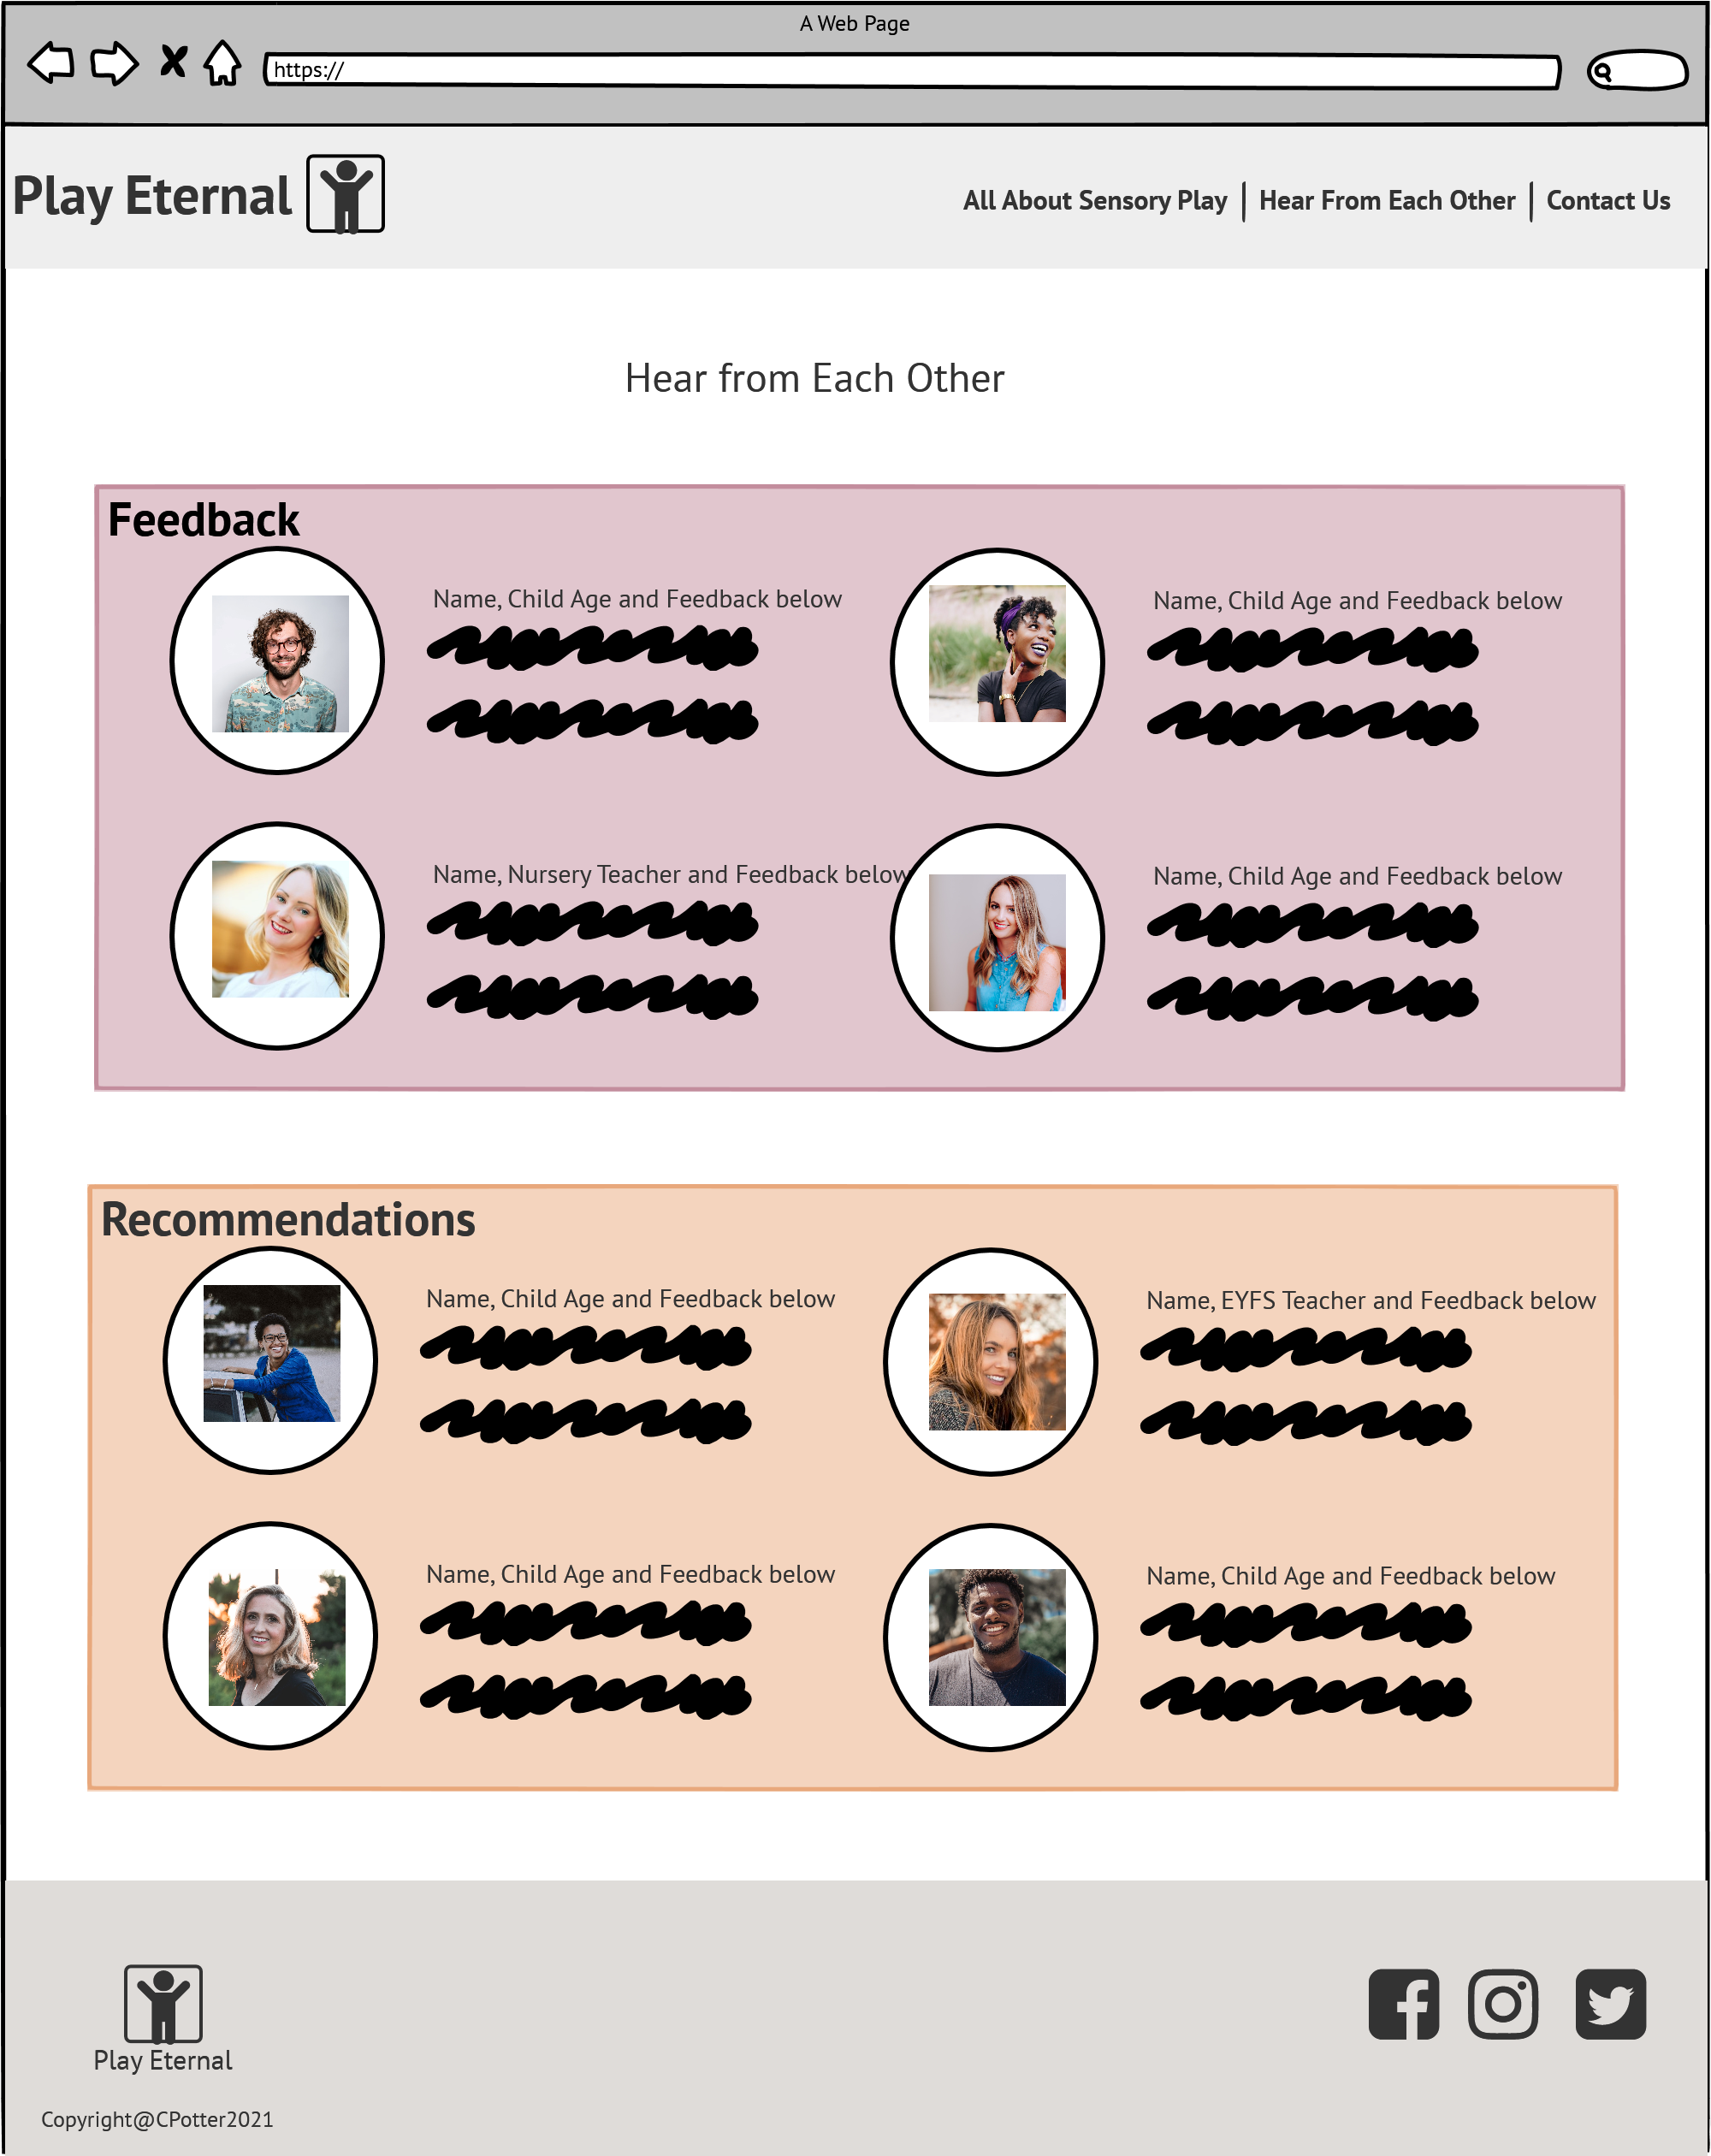 A Web Page
https://
Play Eternal
All About Sensory Play | Hear From Each Other | Contact Us
Hear from Each Other
Feedback
Name, Child Age and Feedback below
Name, Child Age and Feedback below
Name, Nursery Teacher and Feedback below
Name, Child Age and Feedback below
Recommendations
Name, Child Age and Feedback below
Name, EYFS Teacher and Feedback below
Name, Child Age and Feedback below
Name, Child Age and Feedback below
Play Eternal
Copyright@CPotter2021